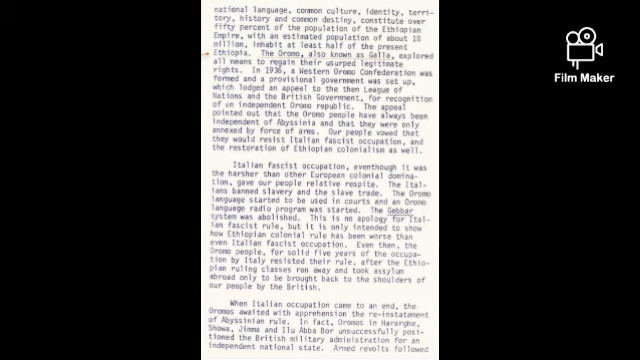 national language, common culture, identity, terri-
tory, history and common destiny, constitute over
fifty percent of the population of the Ethiopian
Empire, with an estimated population of about 18
million, inhabit at least half of the present
Ethiopia. The Oromo, also known as Galla, explored
all means to regain their usurped legitimate
rights. In 1936, a Western Oromo Confederation was
formed and a provisional government was set up,
which lodged an appeal to the then League of
Nations and the British Government, for recognition
of an independent Oromo republic. The appeal
pointed out that the Oromo people have always been
independent of Abyssinia and that they were only
annexed by force of arms. Our people vowed that
they would resist Italian fascist occupation, and
the restoration of Ethiopian colonialism as well.
Italian fascist occupation, eventhough it was
the harsher than other European colonial domina-
tion, gave our people relative respite. The Ital-
ians banned slavery and the slave trade. The Oromo
language started to be used in courts and an Oromo
language radio program was started. The Gebbar
system was abolished. This is no apology for Ital-
ian fascist rule, but it is only intended to show
how Ethiopian colonial rule has been worse than
even Italian fascist occupation. Even then, the
Oromo people, for solid five years of the occupa-
tion by Italy resisted their rule, after the Ethio-
pian ruling classes ran away and took assylum
abroad only to be brought back to the shoulders of
our people by the British.
When Italian occupation came to an end, the
Oromos awaited with apprehension the re-instatement
of Abyssinian rule. In fact, Oromos in Hararghe,
Showa, Jimma and Ilu Abba Bor unsuccessfully posi-
tioned the British military administration for an
independent national state. Armed revolts followed
Film Maker